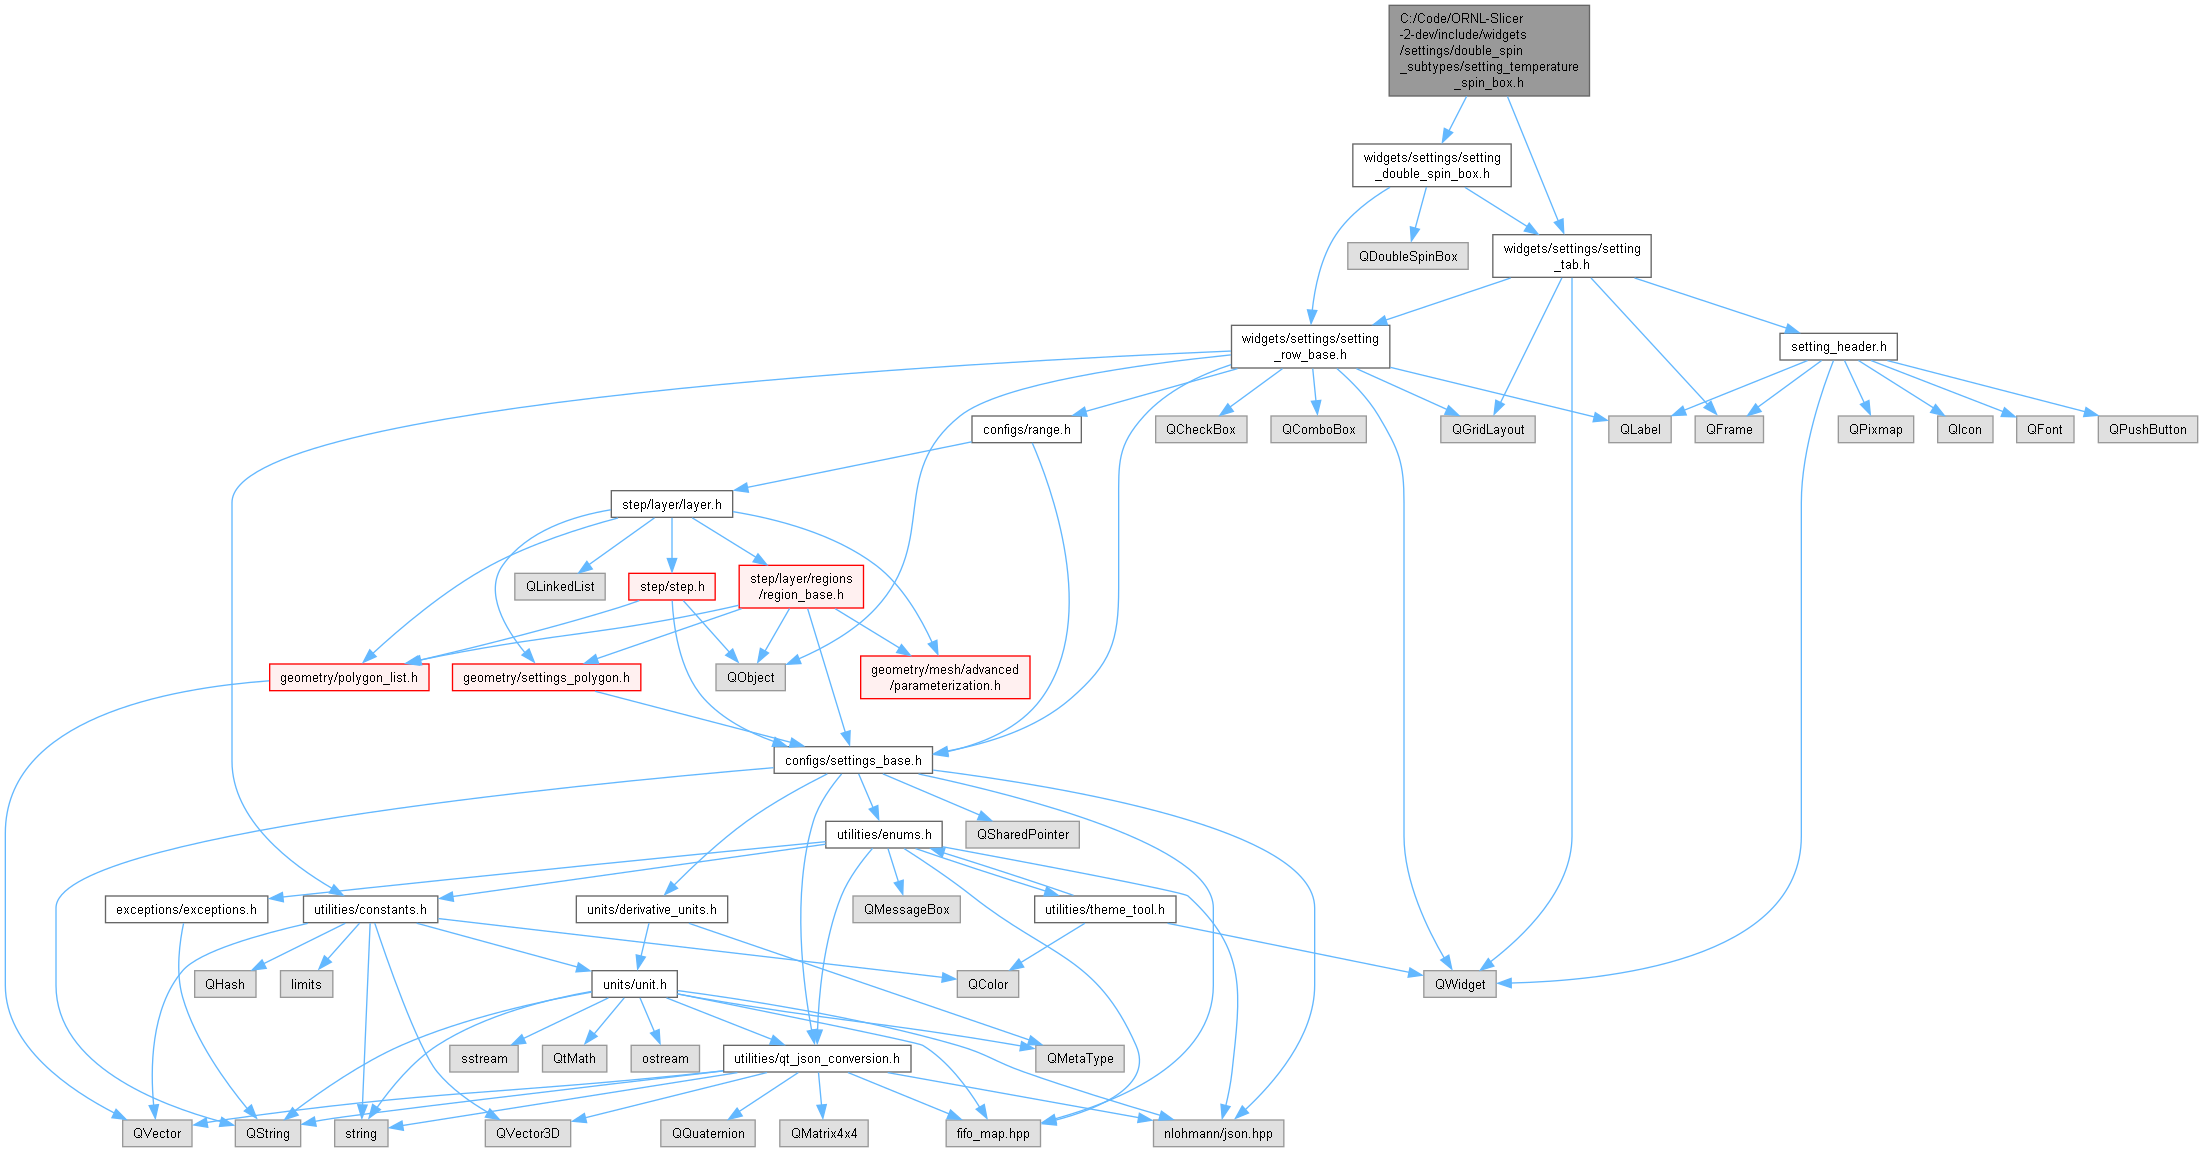 C:/Code/ORNL-Slicer
-2-dev/include/widgets
/settings/double_spin
_subtypes/setting_temperature
_spin_box.h
widgets/settings/setting
_double_spin_box.h
widgets/settings/setting
_tab.h
QDoubleSpinBox
widgets/settings/setting
_row_base.h
setting_header.h
configs/range.h
QCheckBox
QComboBox
QGridLayout
QLabel
QFrame
QPixmap
QIcon
QFont
QPushButton
step/layer/layer.h
QLinkedList
step/step.h
step/layer/regions
/region_base.h
geometry/polygon_list.h
geometry/settings_polygon.h
QObject
geometry/mesh/advanced
/parameterization.h
configs/settings_base.h
utilities/enums.h
QSharedPointer
exceptions/exceptions.h
utilities/constants.h
units/derivative_units.h
QMessageBox
utilities/theme_tool.h
QHash
limits
units/unit.h
QColor
QWidget
sstream
QtMath
ostream
utilities/qt_json_conversion.h
QMetaType
QVector
QString
string
QVector3D
QQuaternion
QMatrix4x4
fifo_map.hpp
nlohmann/json.hpp